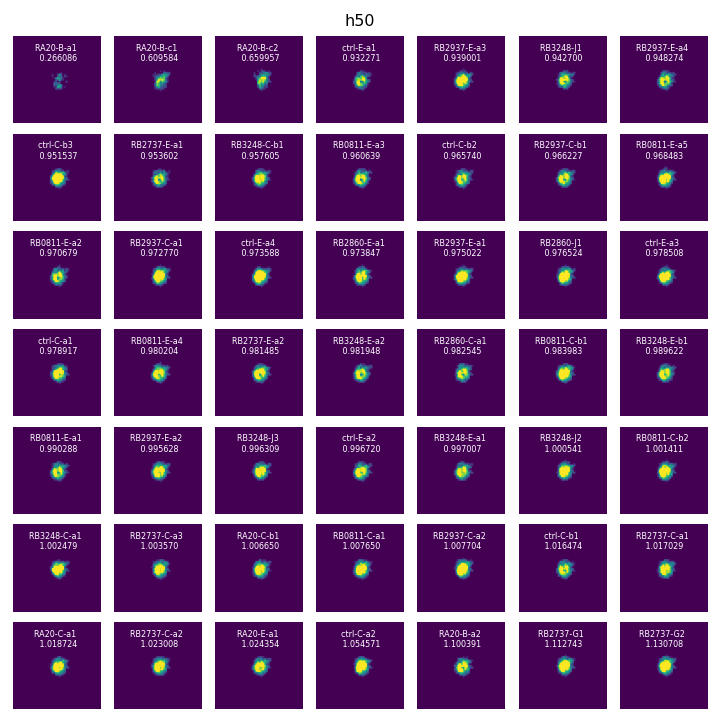 h50
RA20-B-a1
0.266086
RA20-B-c1
0.609584
RA20-B-c2
0.659957
ctrl-E-a1
0.932271
RB2937-E-a3
0.939001
RB3248-J1
0.942700
RB2937-E-a4
0.948274
ctrl-C-b3
0.951537
RB2737-E-a1
0.953602
RB3248-C-b1
0.957605
RB0811-E-a3
0.960639
ctrl-C-b2
0.965740
RB2937-C-b1
0.966227
RB0811-E-a5
0.968483
RB0811-E-a2
0.970679
RB2937-C-a1
0.972770
ctrl-E-a4
0.973588
RB2860-E-a1
0.973847
RB2937-E-a1
0.975022
RB2860-J1
0.976524
ctrl-E-a3
0.978508
ctrl-C-a1
0.978917
RB0811-E-a4
0.980204
RB2737-E-a2
0.981485
RB3248-E-a2
0.981948
RB2860-C-a1
0.982545
RB0811-C-b1
0.983983
RB3248-E-b1
0.989622
RB0811-E-a1
0.990288
RB2937-E-a2
0.995628
RB3248-J3
0.996309
ctrl-E-a2
0.996720
RB3248-E-a1
0.997007
RB3248-J2
1.000541
RB0811-C-b2
1.001411
RB3248-C-a1
1.002479
RB2737-C-a3
1.003570
RA20-C-b1
1.006650
RB0811-C-a1
1.007650
RB2937-C-a2
1.007704
ctrl-C-b1
1.016474
RB2737-C-a1
1.017029
RA20-C-a1
1.018724
RB2737-C-a2
1.023008
RA20-E-a1
1.024354
ctrl-C-a2
1.054571
RA20-B-a2
1.100391
RB2737-G1
1.112743
RB2737-G2
1.130708